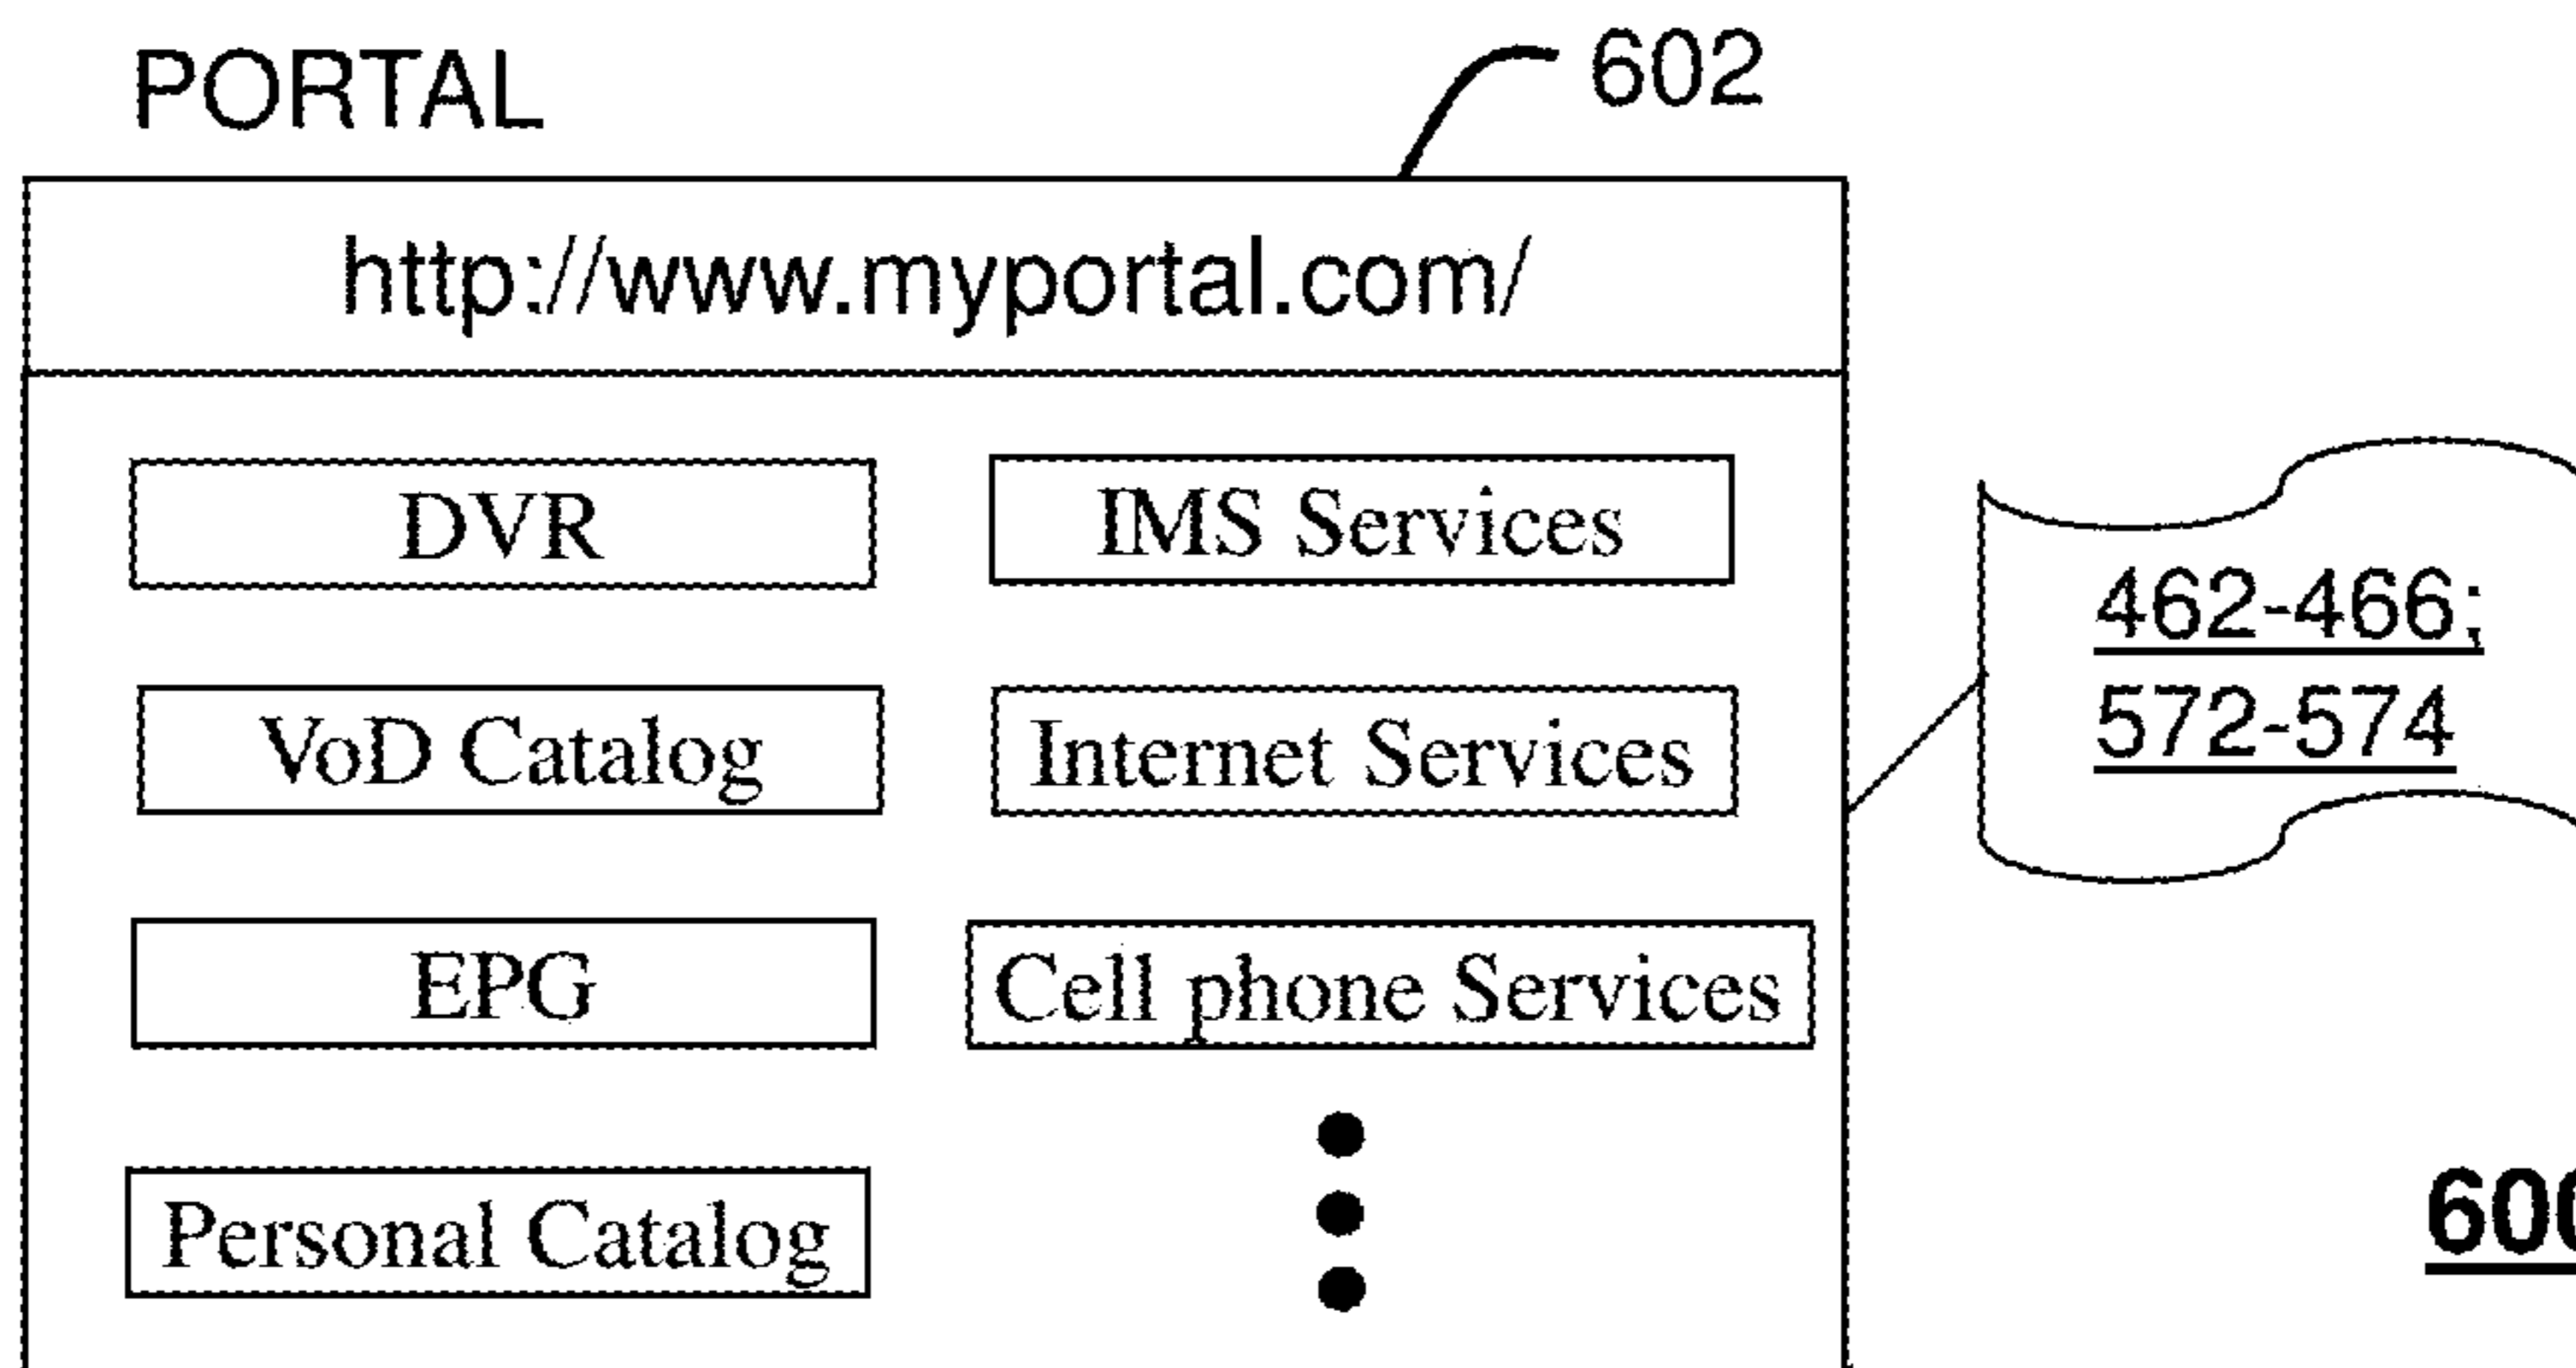 PORTAL
602
http://www.myportal.com/
DVR
IMS Services
VoD Catalog
Internet Services
EPG
Cell phone Services
Personal Catalog
462-466;
572-574